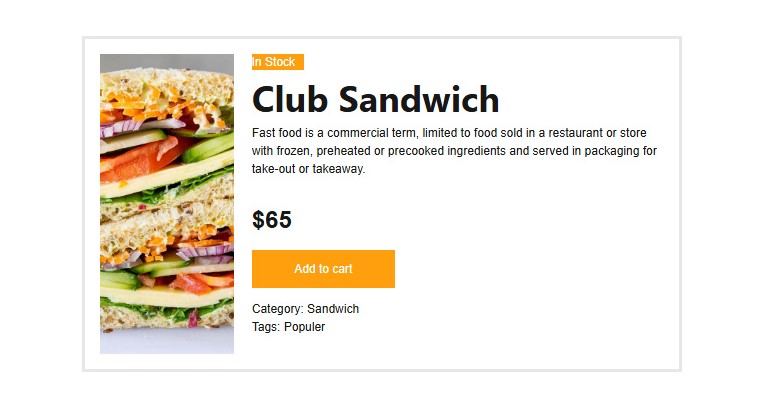 In Stock
Club Sandwich
Fast food is a commercial term, limited to food sold in a restaurant or store
with frozen, preheated or precooked ingredients and served in packaging for
take-out or takeaway.
$65
Add to cart
Category: Sandwich
Tags: Populer